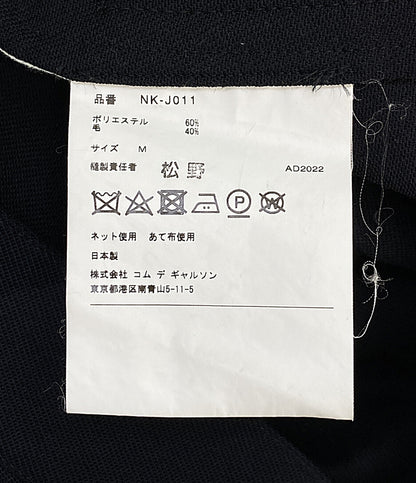 品番 NK-J011
ポリエステル 60%
毛 40%
サイズ M
縫製責任者 松野 AD2022
P W
ネット使用 あて布使用
日本製
株式会社 コム デ ギャルソン
東京都港区南青山5-11-5